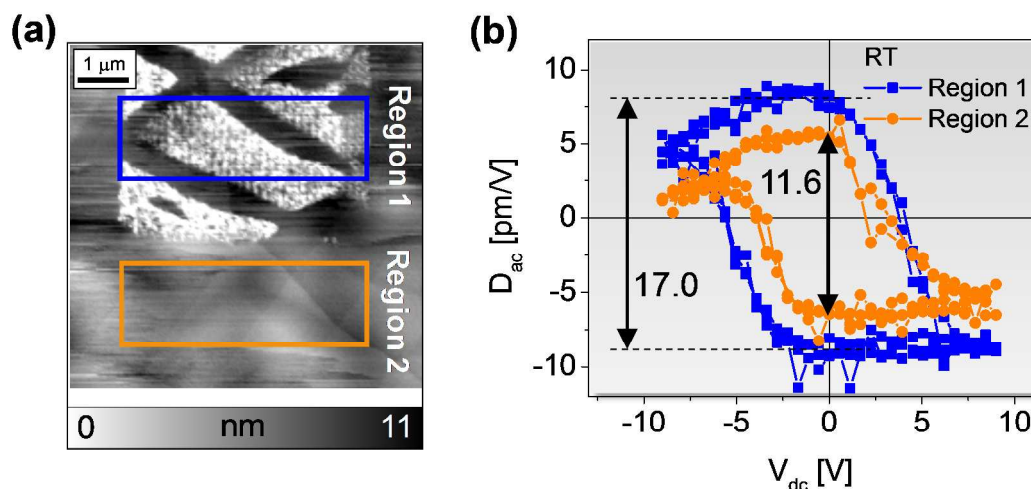 (a)
1 μm
Region 1
Region 2
0 nm 11
(b)
RT
Region 1
Region 2
10
5
0
-5
-10
D_ac [pm/V]
17.0
11.6
-10 -5 0 5 10
V_dc [V]